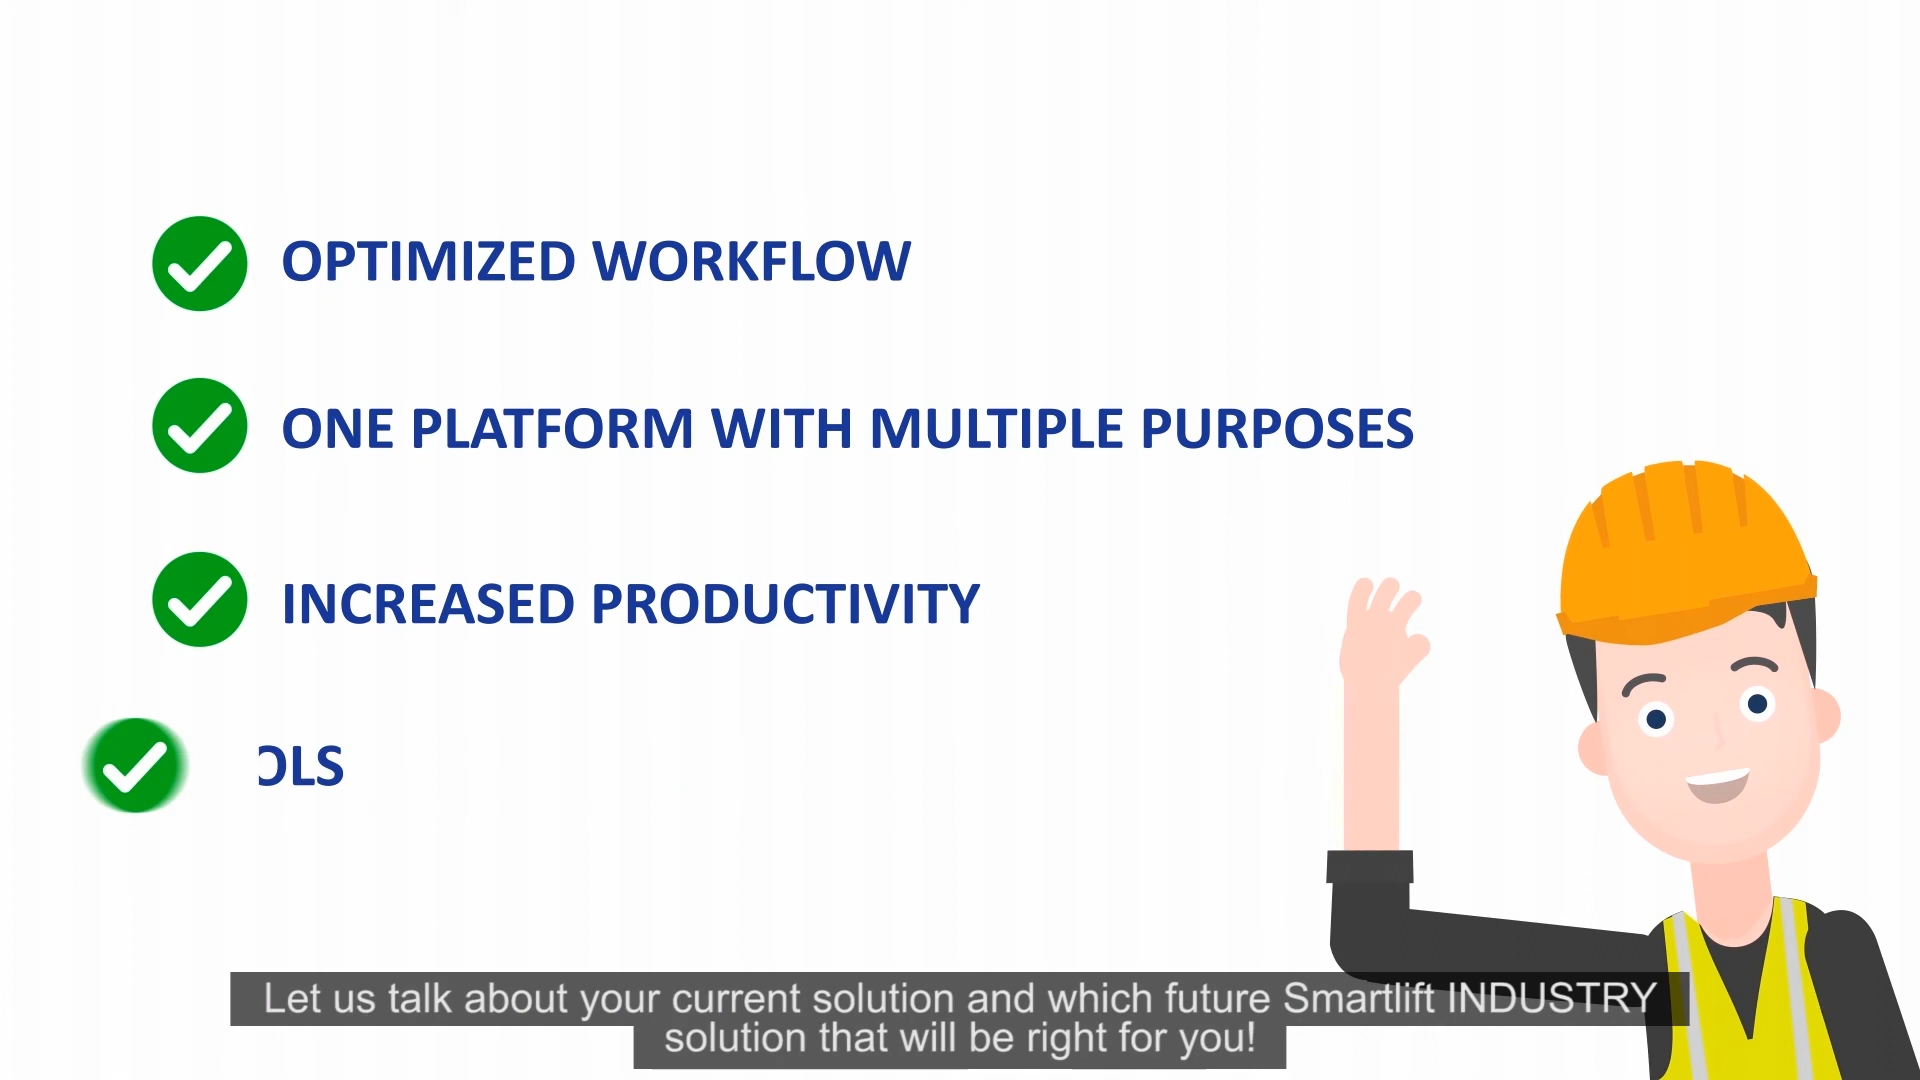 OPTIMIZED WORKFLOW
ONE PLATFORM WITH MULTIPLE PURPOSES
INCREASED PRODUCTIVITY
Let us talk about your current solution and which future Smartlift INDUSTRY
solution that will be right for you!